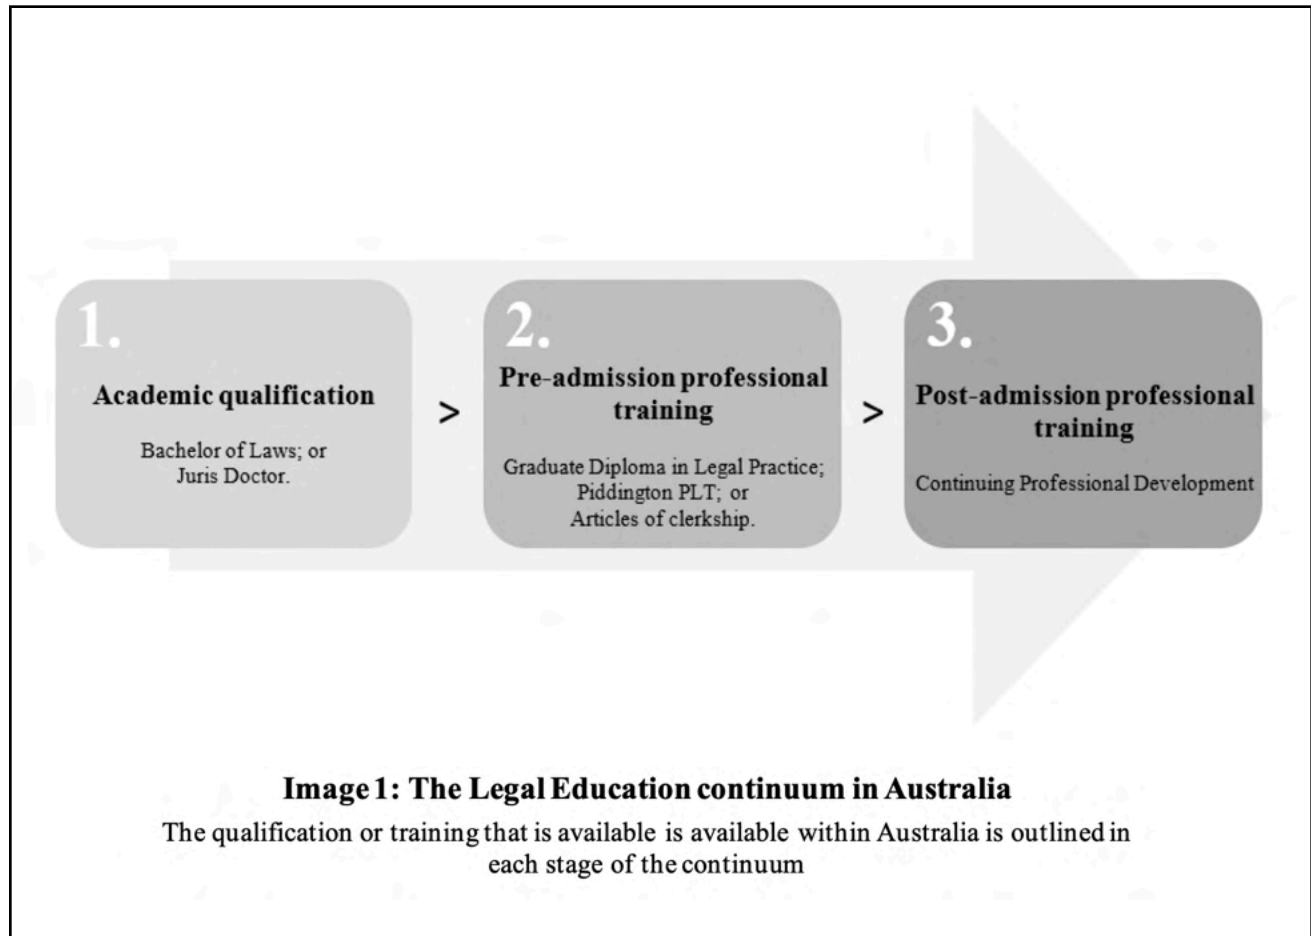 1.
Academic qualification
Bachelor of Laws; or
Juris Doctor.
>
2.
Pre-admission professional
training
Graduate Diploma in Legal Practice;
Piddington PLT; or
Articles of clerkship.
>
3.
Post-admission professional
training
Continuing Professional Development
Image 1: The Legal Education continuum in Australia
The qualification or training that is available is available within Australia is outlined in
each stage of the continuum